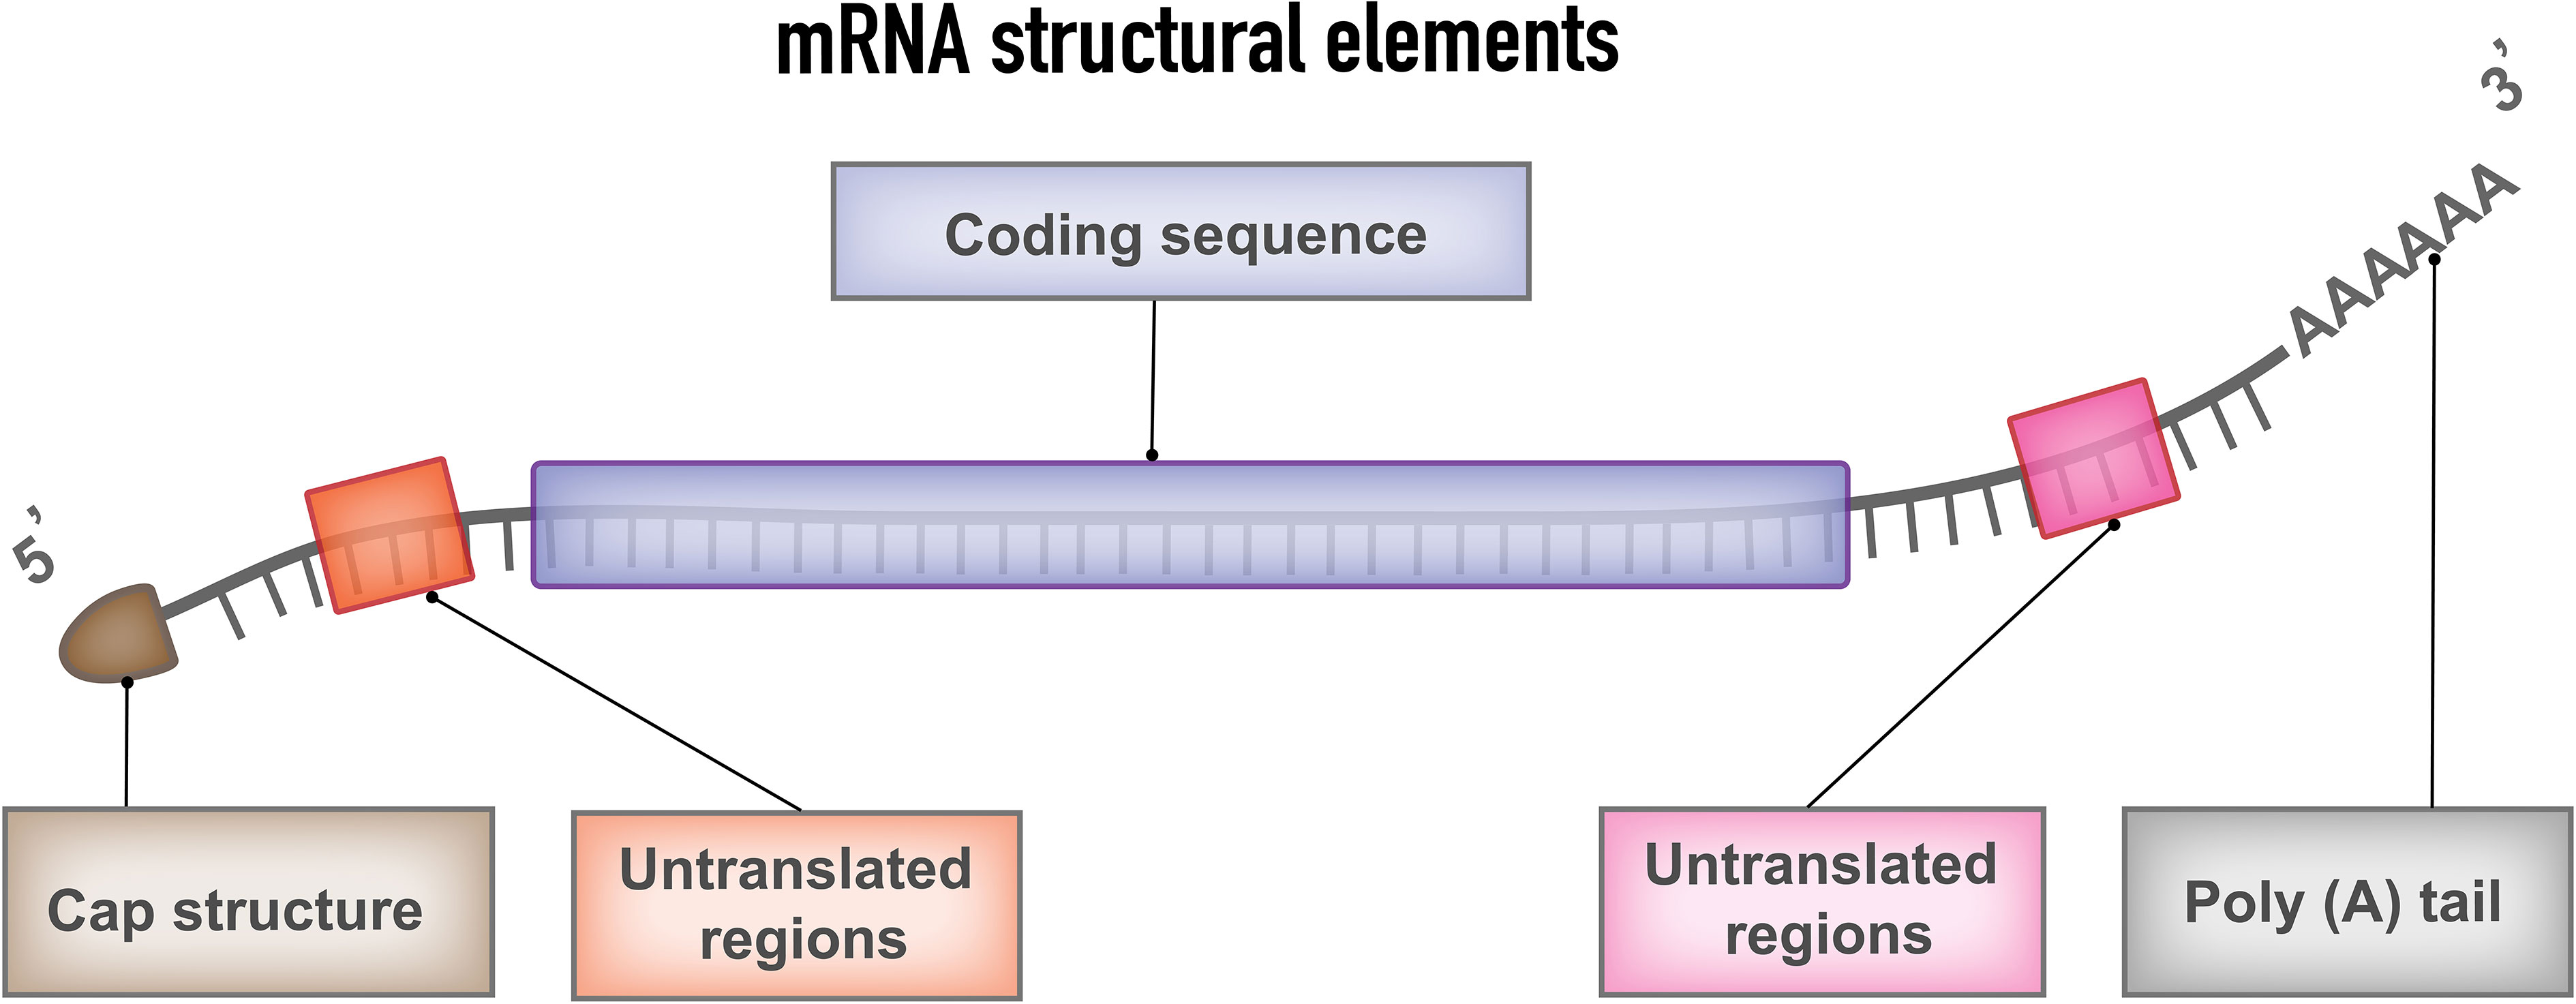 mRNA structural elements
3’
Coding sequence
AAAAAA
5’
Cap structure
Untranslated
regions
Untranslated
regions
Poly (A) tail